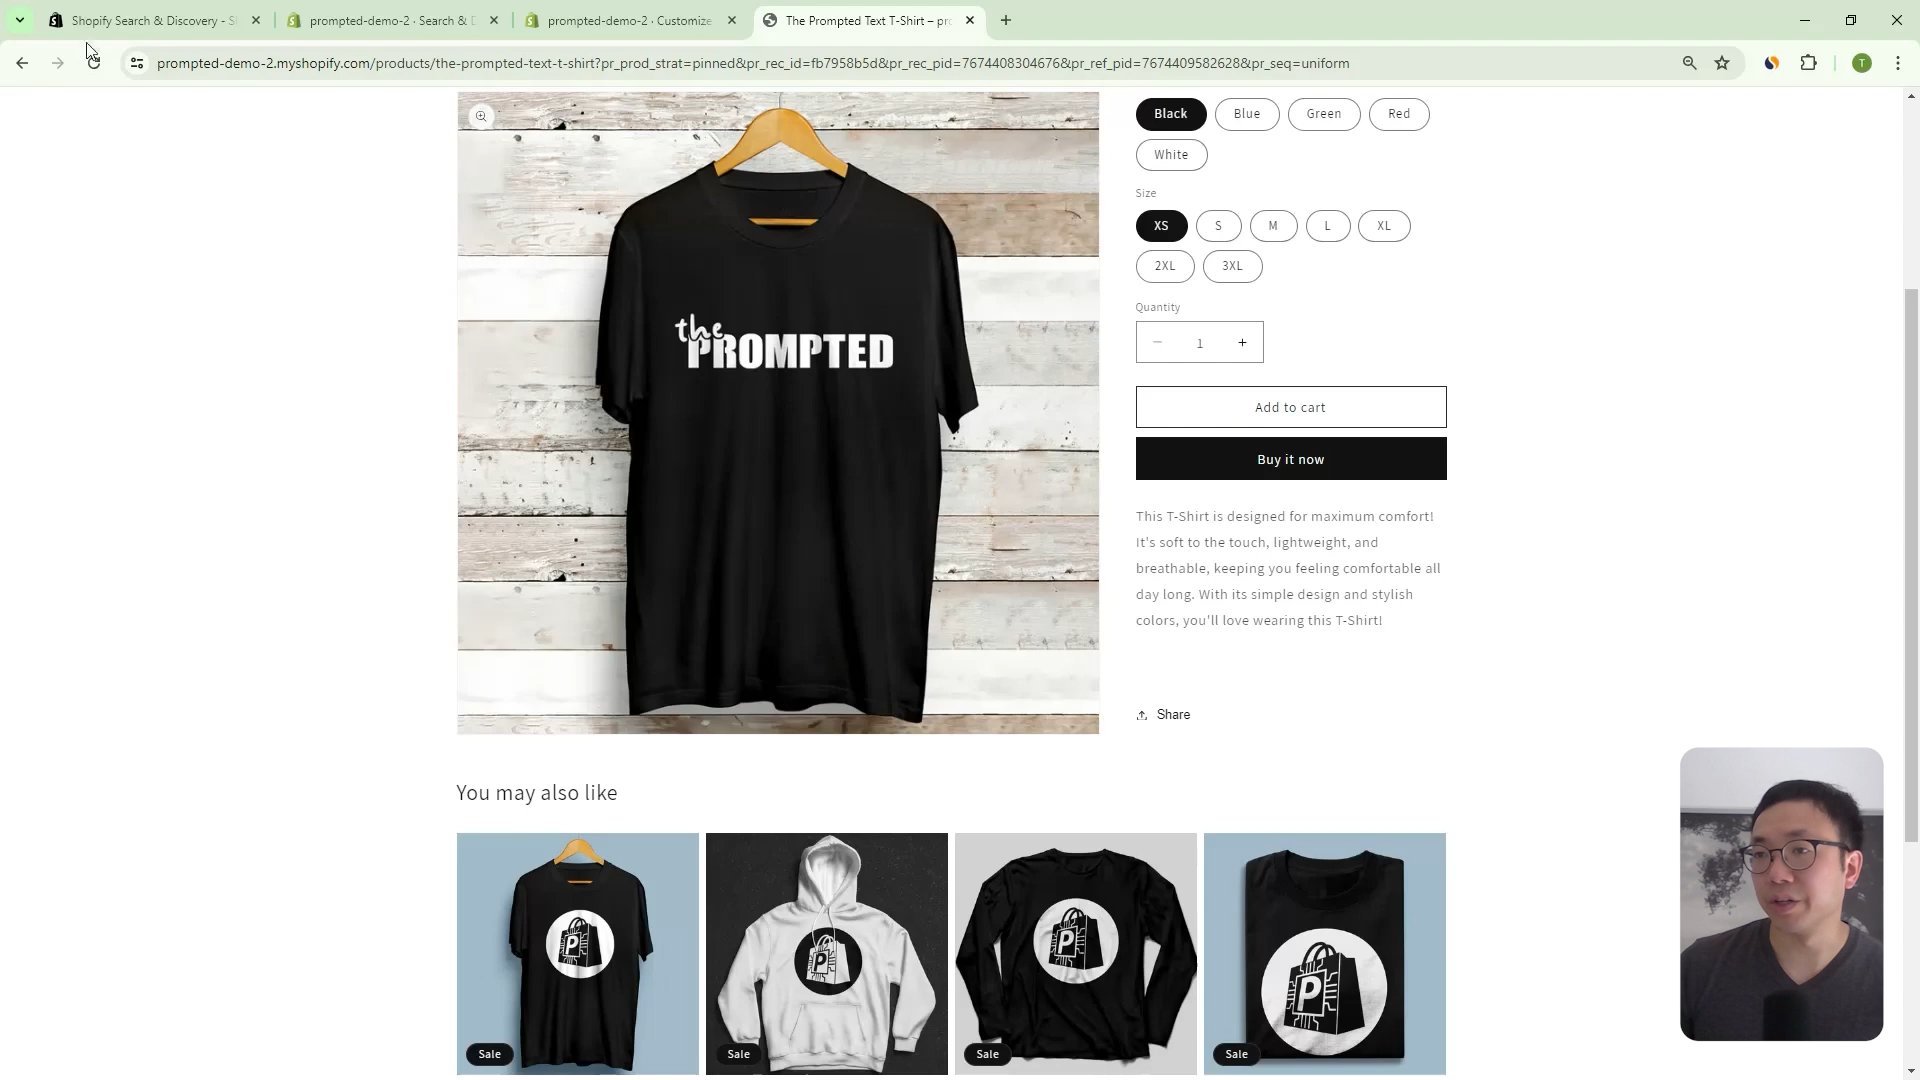 Shopify Search & Discovery - S
prompted-demo-2 · Search &
prompted-demo-2 · Customize
The Prompted Text T-Shirt – pr
prompted-demo-2.myshopify.com/products/the-prompted-text-t-shirt?pr_prod_strat=pinned&pr_rec_id=fb7958b5d&pr_rec_pid=7674408304676&pr_ref_pid=7674409582628&pr_seq=uniform
T
Black
Blue
Green
Red
White
Size
XS
S
M
L
XL
2XL
3XL
Quantity
1
Add to cart
Buy it now
This T-Shirt is designed for maximum comfort!
It's soft to the touch, lightweight, and
breathable, keeping you feeling comfortable all
day long. With its simple design and stylish
colors, you'll love wearing this T-Shirt!
Share
the
PROMPTED
You may also like
P
P
P
P
Sale
Sale
Sale
Sale